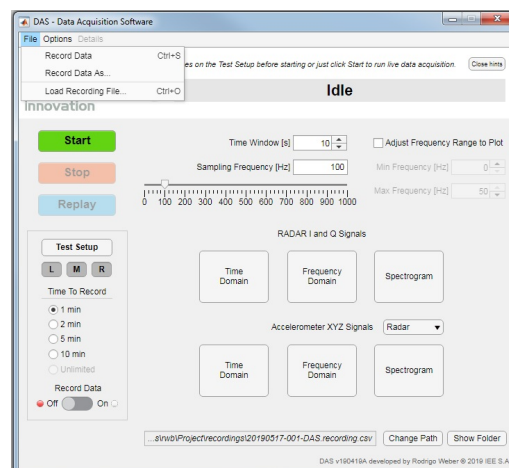 DAS - Data Acquisition Software
File Options Details
Record Data Ctrl+S
Record Data As...
Load Recording File... Ctrl+O
es on the Test Setup before starting or just click Start to run live data acquisition. Close hints
Idle
Innovation
Start
Stop
Replay
Time Window [s] 10
Sampling Frequency [Hz] 100
0 100 200 300 400 500 600 700 800 900 1000
Adjust Frequency Range to Plot
Min Frequency [Hz] 0
Max Frequency [Hz] 50
Test Setup
L M R
Time To Record
1 min
2 min
5 min
10 min
Unlimited
Record Data
Off On
RADAR I and Q Signals
Time Domain
Frequency Domain
Spectrogram
Accelerometer XYZ Signals Radar
Time Domain
Frequency Domain
Spectrogram
...s\rwb\Project\recordings\20190517-001-DAS.recording.csv Change Path Show Folder
DAS v190419A developed by Rodrigo Weber @ 2019 IEE S.A